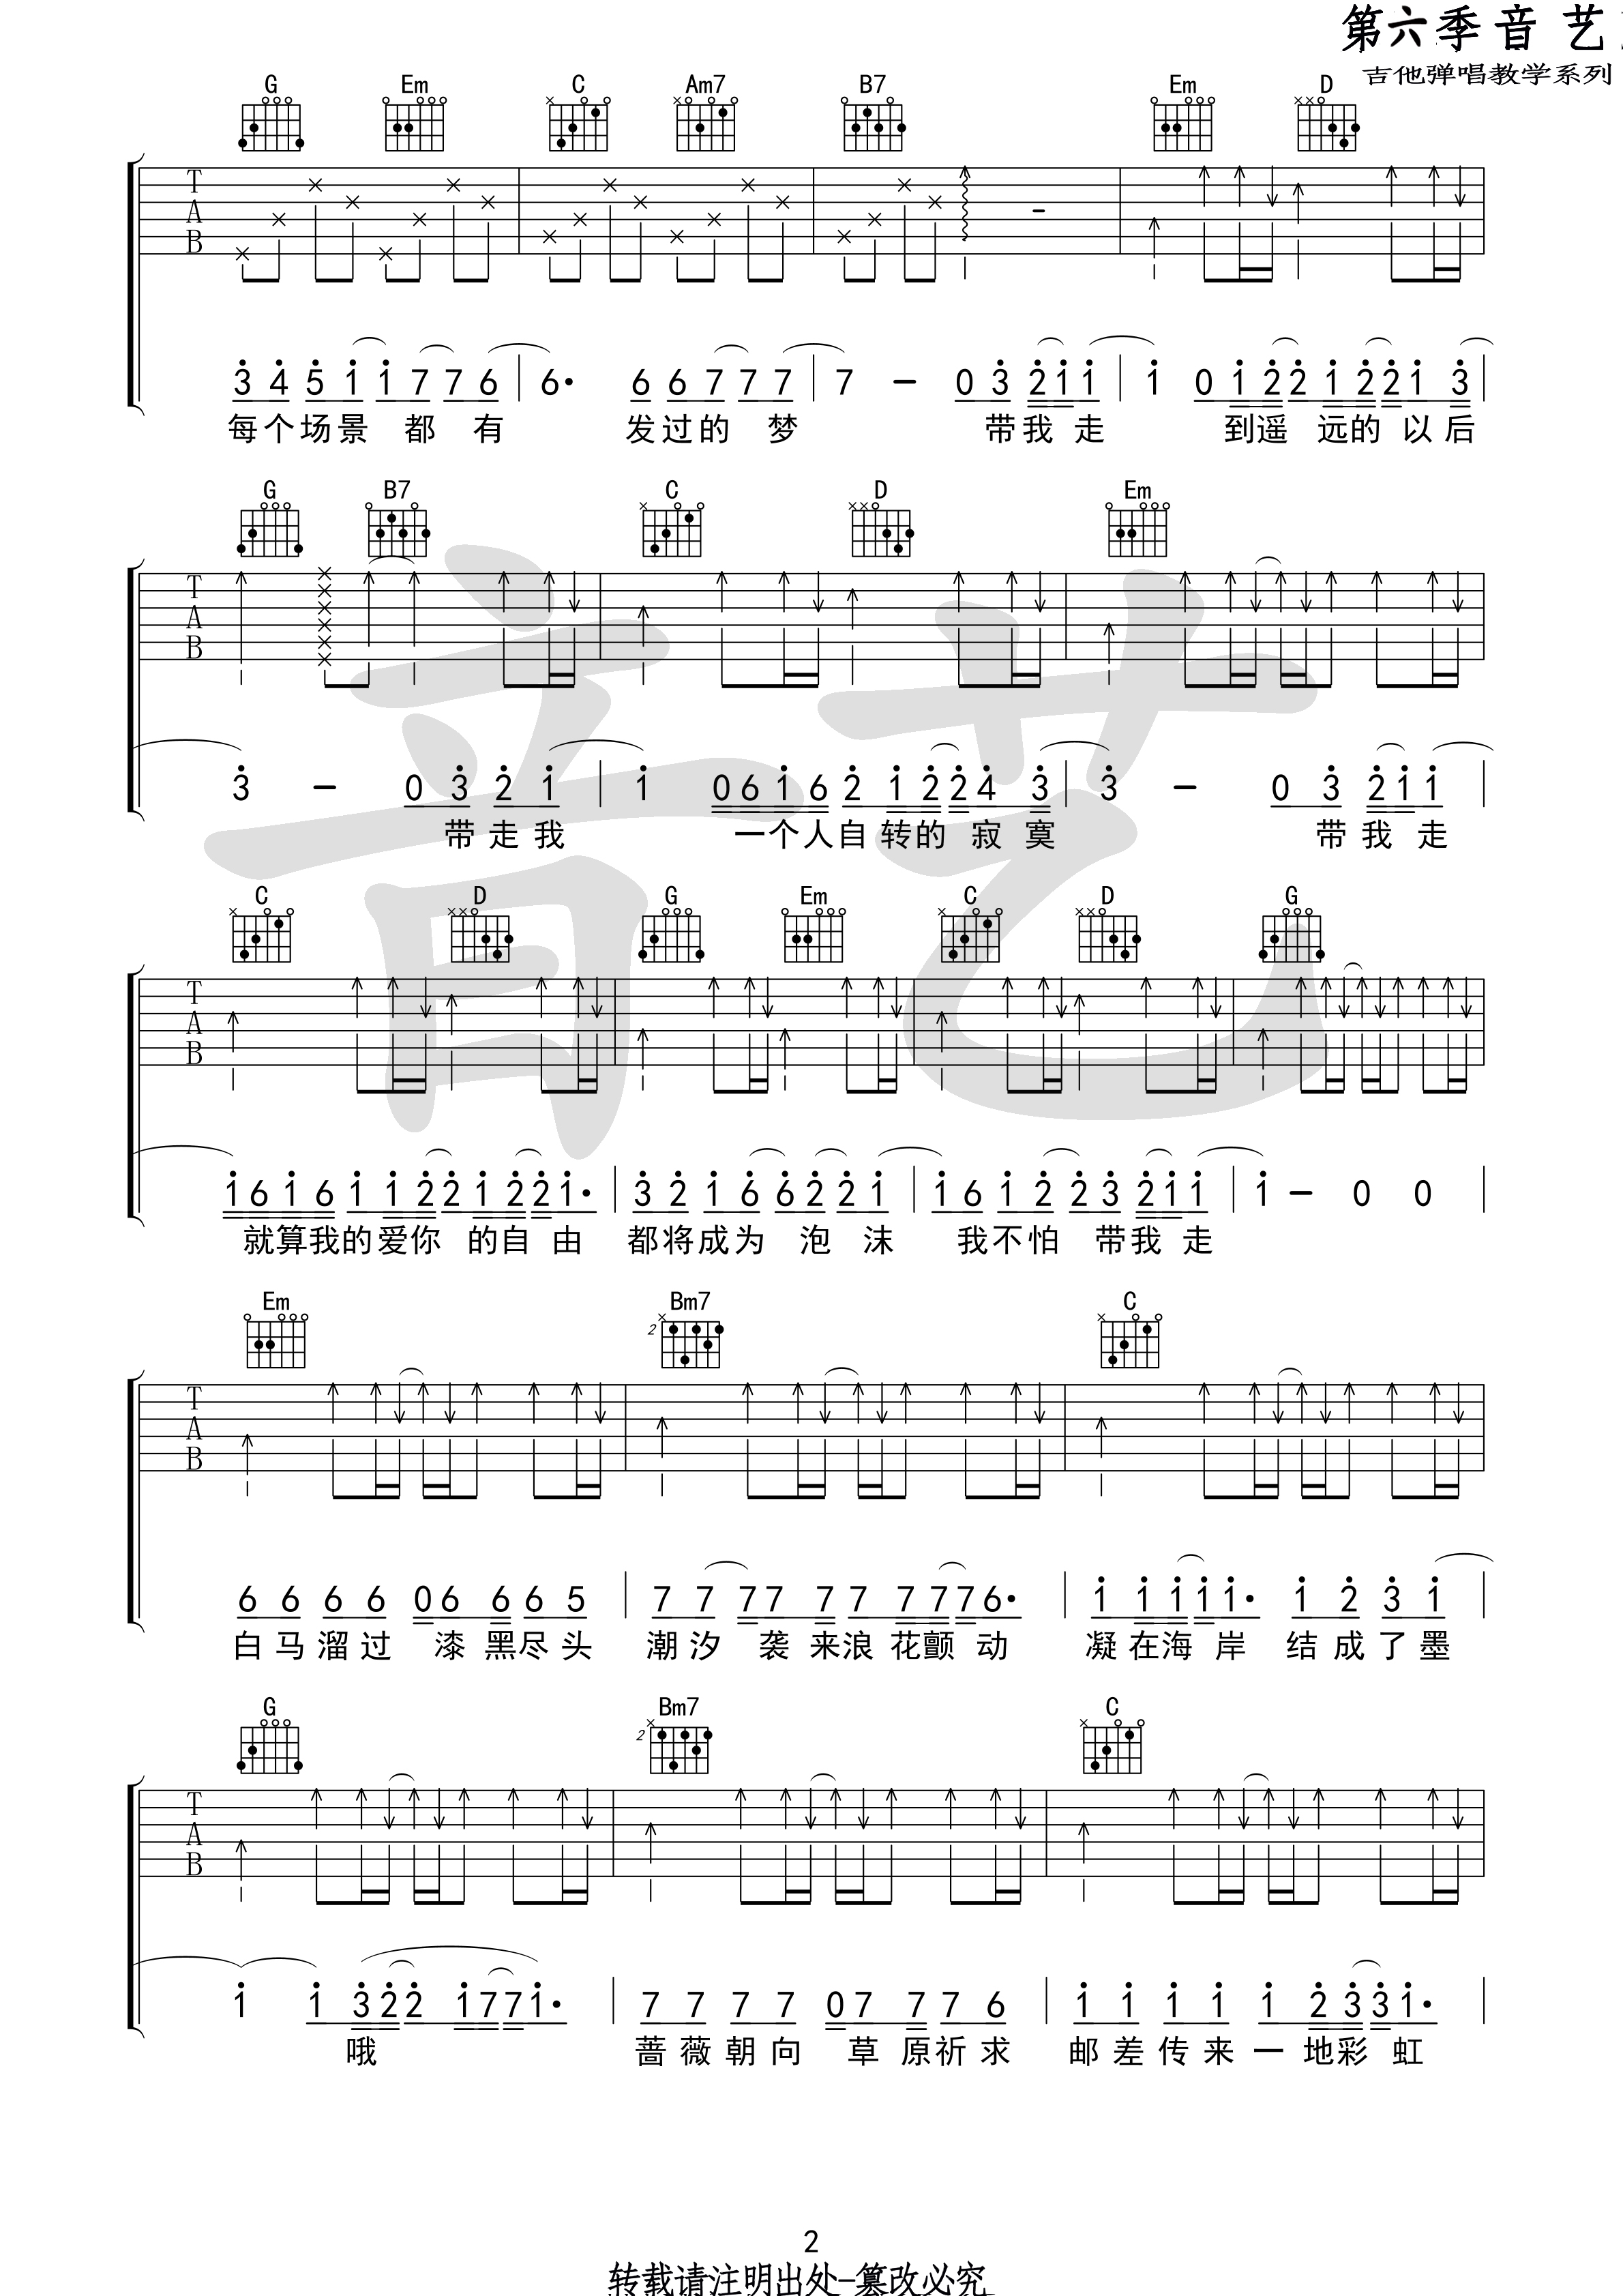 第六季音 艺
吉他弹唱教学系列
G Em C Am7 B7 Em D
T
A
B
3 4 5 1 1 7 7 6 | 6· 6 6 7 7 7 | 7 – 0 3 2 1 1 | 1 0 1 2 2 1 2 2 1 3 |
每个场景 都 有 发过的 梦 带我 走 到遥 远的 以后
G B7 C D Em
T
A
B
3 – 0 3 2 1 | 1 0 6 1 6 2 1 2 2 4 3 | 3 – 0 3 2 1 1 |
带走我 一个人自转的 寂寞 带我 走
C D G Em C D G
T
A
B
1 6 1 6 1 1 2 2 1 2 2 1· | 3 2 1 6 6 2 2 1 | 1 6 1 2 2 3 2 1 1 | 1 – 0 0 |
就算我的爱你 的自 由 都将成为 泡 沫 我不怕 带我 走
Em Bm7 C
2
T
A
B
6 6 6 6 0 6 6 6 5 | 7 7 7 7 7 7 7 7 7 6· | 1 1 1 1 1· 1 2 3 1 |
白马溜过 漆黑尽头 潮汐 袭来浪花颤 动 凝在海 岸 结成了墨
G Bm7 C
2
T
A
B
1 1 3 2 2 1 7 7 1· | 7 7 7 7 0 7 7 7 6 | 1 1 1 1 1 2 3 3 1· |
哦 蔷薇朝向 草原祈求 邮差传来一地彩 虹
音艺
2
转载请注明出处-篡改必究